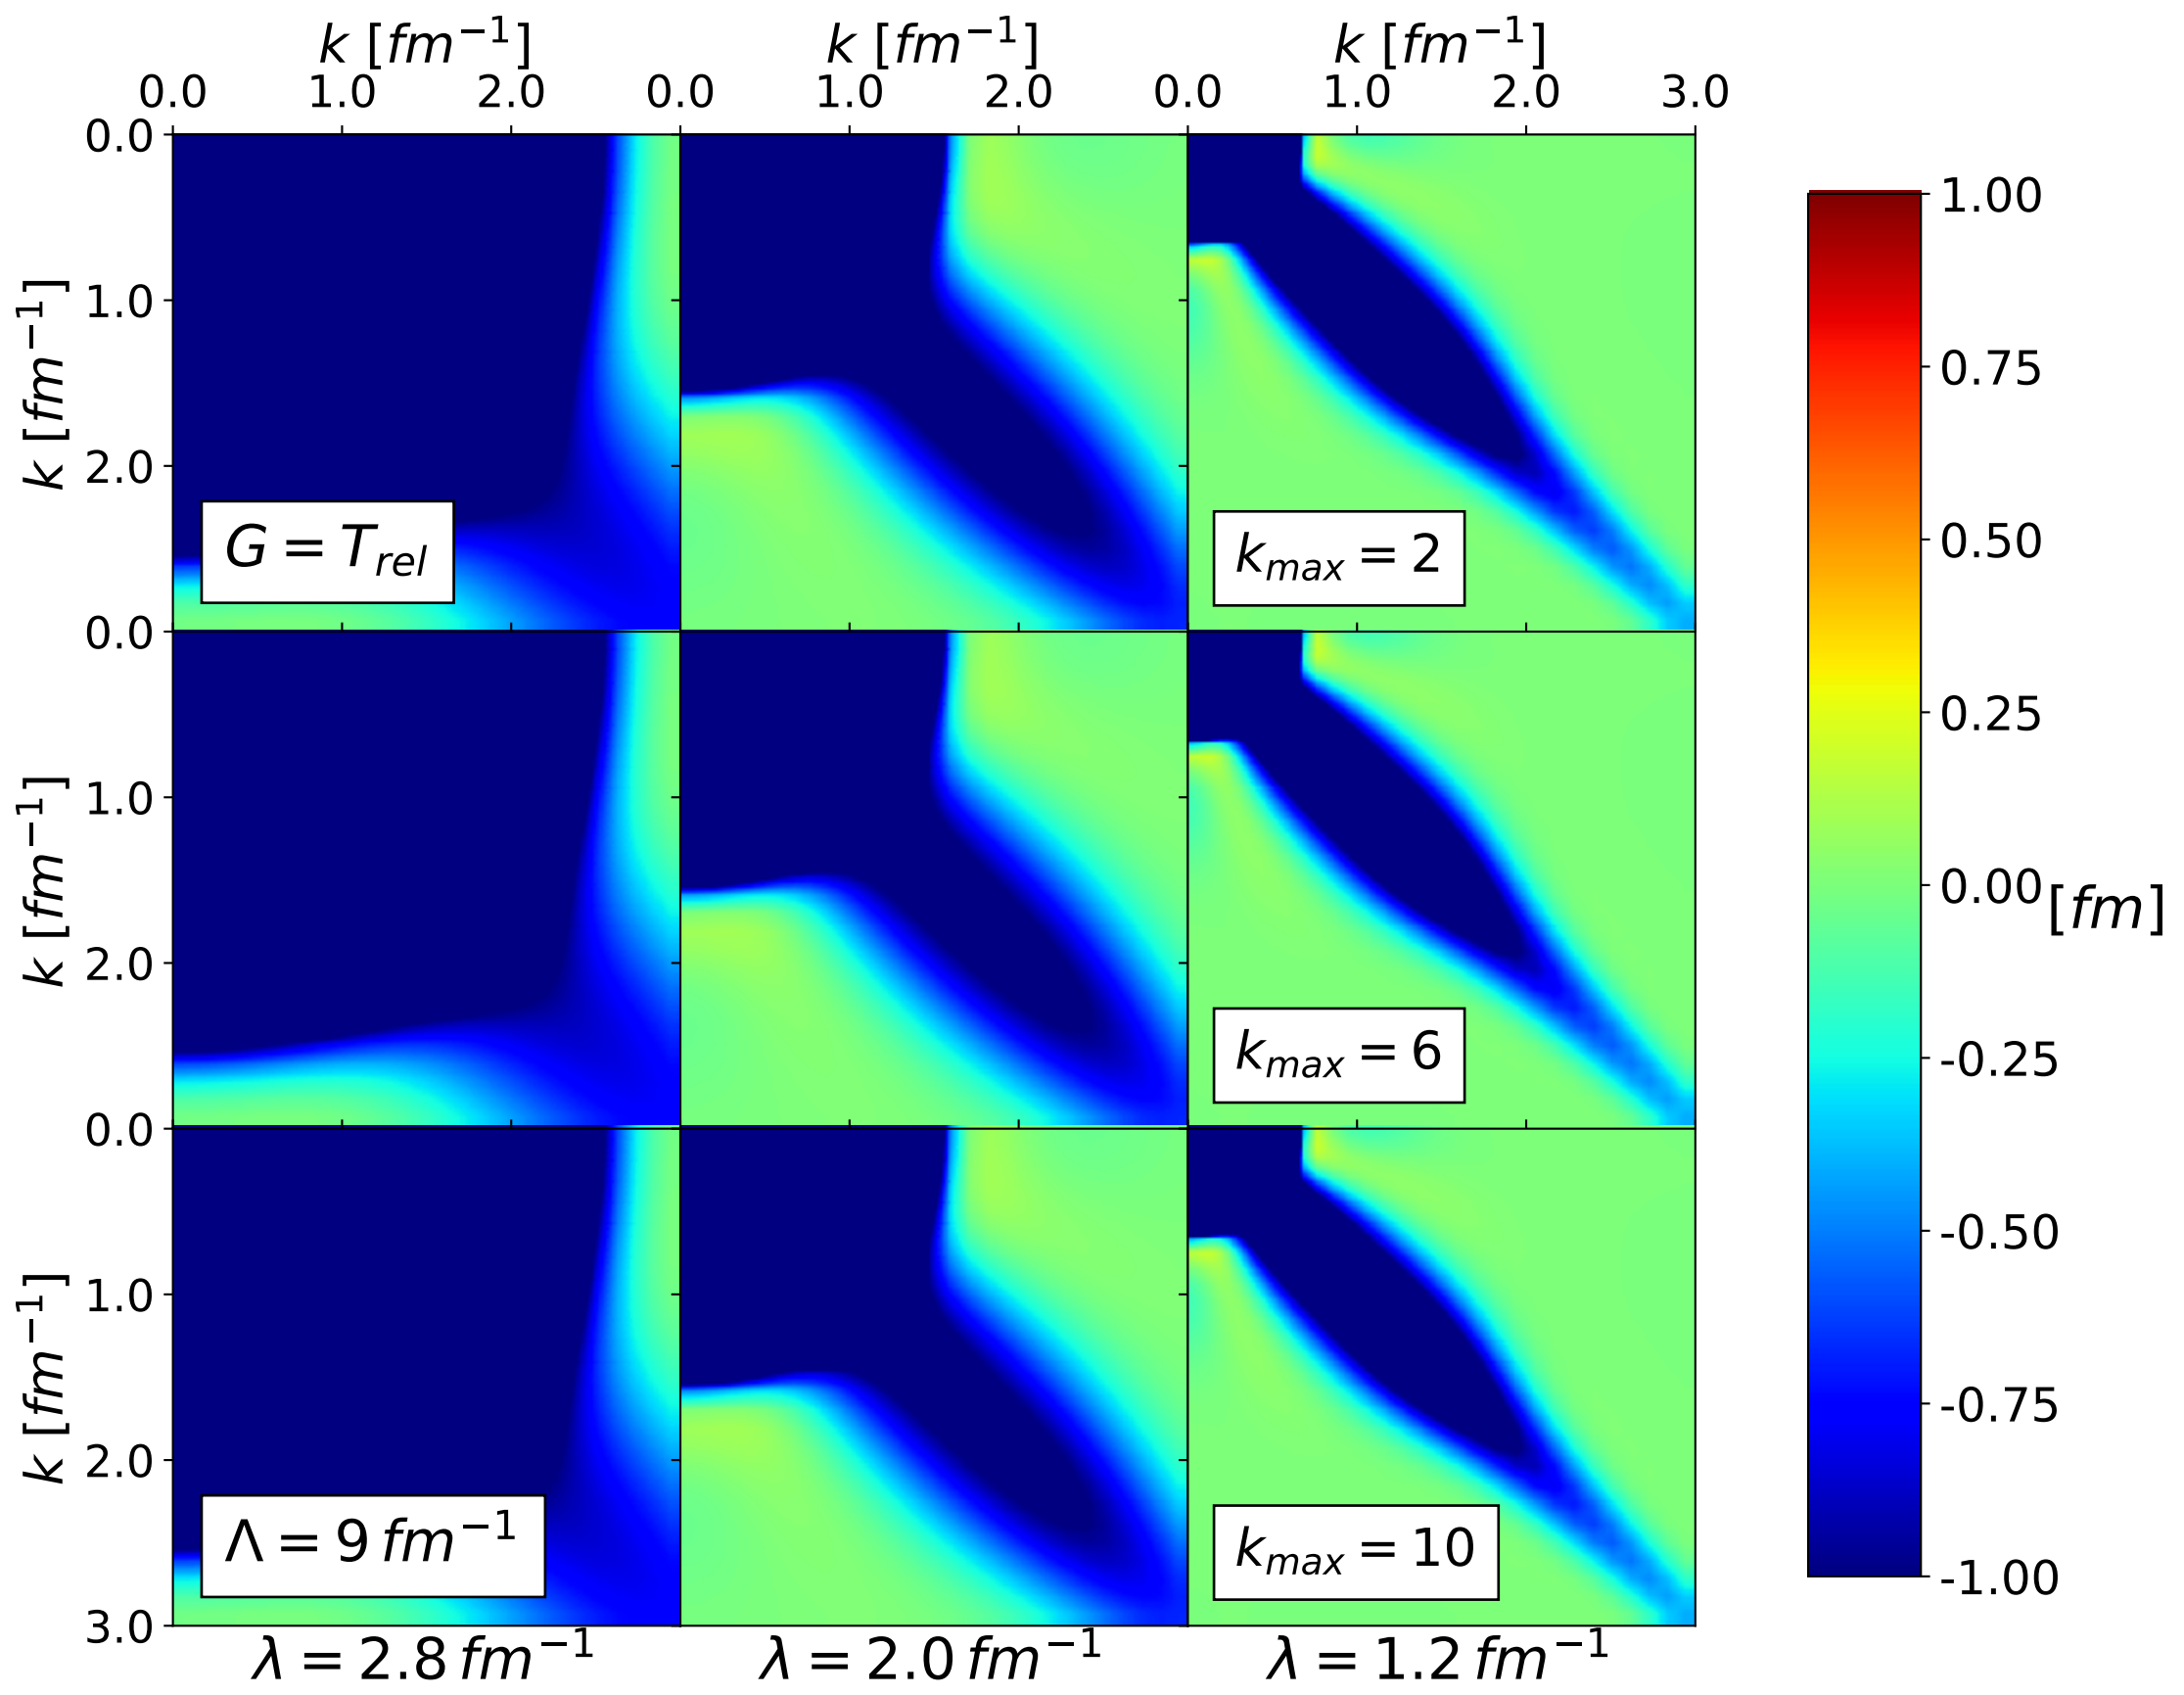 k [fm⁻¹] k [fm⁻¹] k [fm⁻¹]
0.0 1.0 2.0 0.0 1.0 2.0 0.0 1.0 2.0 3.0
0.0
1.0
2.0
k [fm⁻¹]
G = T_rel
k_max = 2
0.0
1.0
2.0
k [fm⁻¹]
k_max = 6
0.0
1.0
2.0
3.0
k [fm⁻¹]
Λ = 9 fm⁻¹
k_max = 10
λ = 2.8 fm⁻¹ λ = 2.0 fm⁻¹ λ = 1.2 fm⁻¹
1.00
0.75
0.50
0.25
0.00
-0.25
-0.50
-0.75
-1.00
[fm]